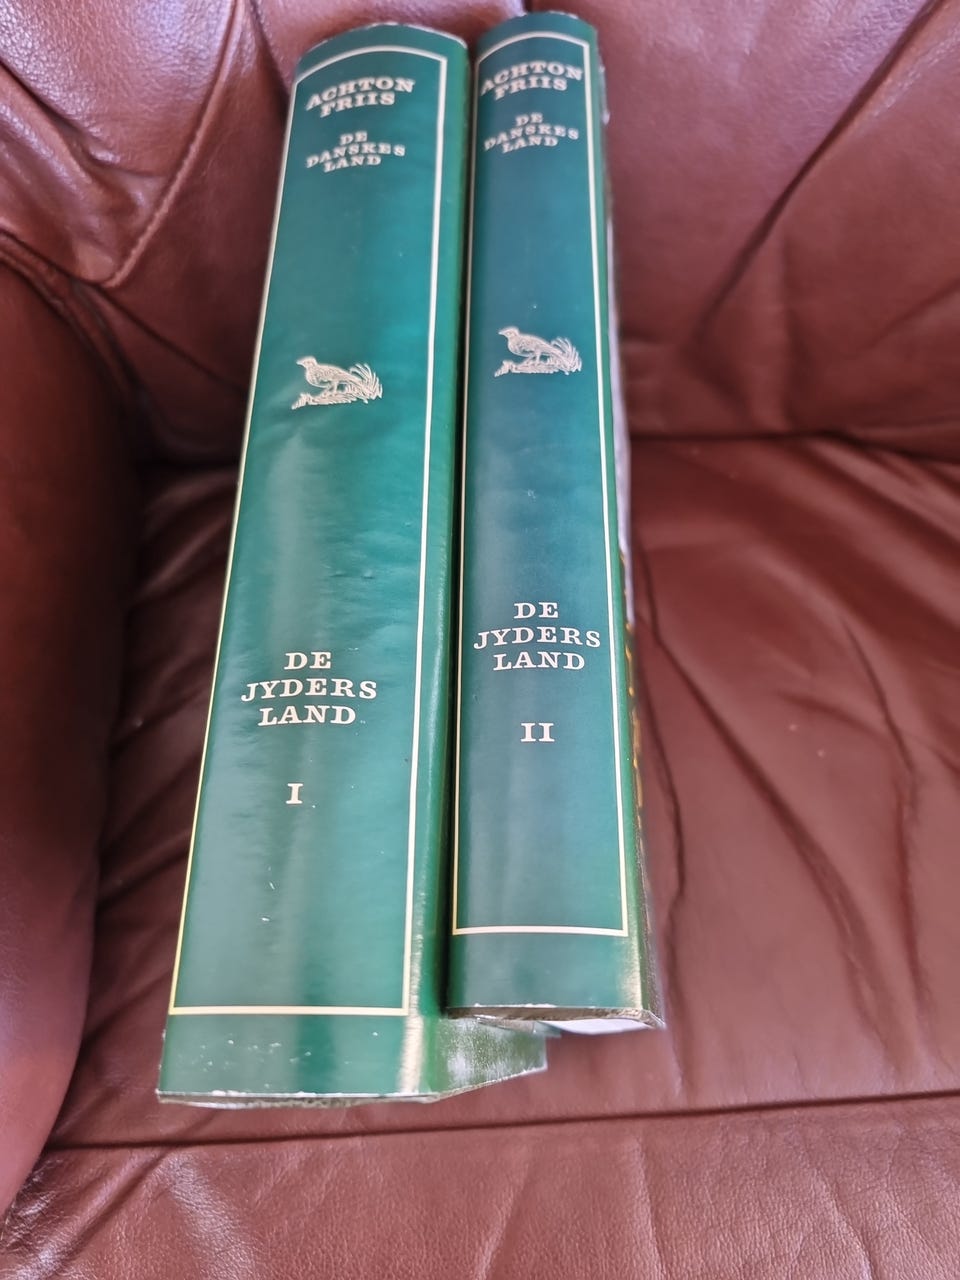 ACHTON
FRIIS
DE
DANSKES
LAND
DE
JYDERS
LAND
I
ACHTON
FRIIS
DE
DANSKES
LAND
DE
JYDERS
LAND
II